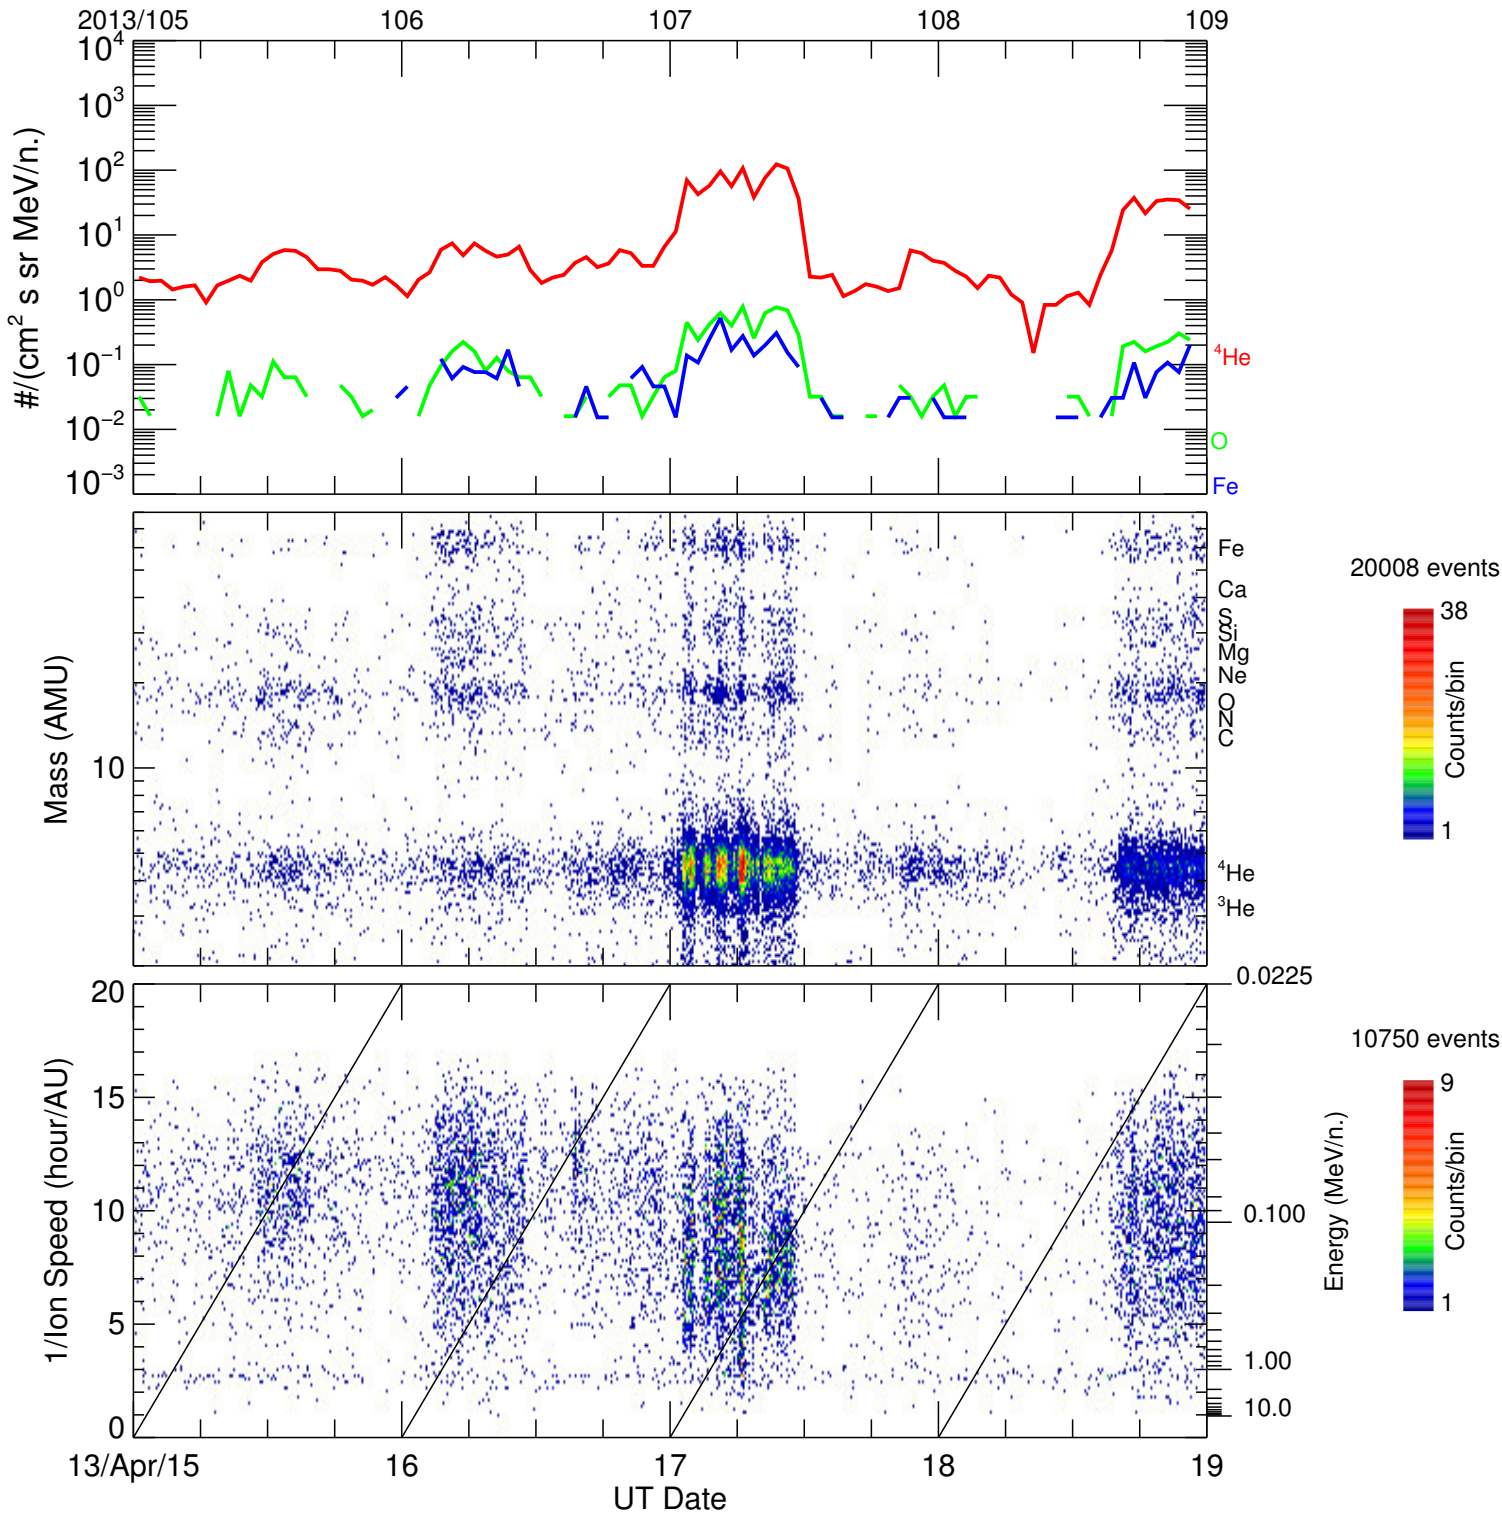 2013/105 106 107 108 109
10⁴
10³
10²
10¹
10⁰
10⁻¹
10⁻²
10⁻³
#/(cm² s sr MeV/n.)
⁴He
O
Fe
Mass (AMU)
10
Fe
Ca
S
Si
Mg
Ne
O
N
C
⁴He
³He
20008 events
38
Counts/bin
1
1/Ion Speed (hour/AU)
20
15
10
5
0
0.0225
0.100
1.00
10.0
Energy (MeV/n.)
10750 events
9
Counts/bin
1
13/Apr/15 16 17 18 19
UT Date